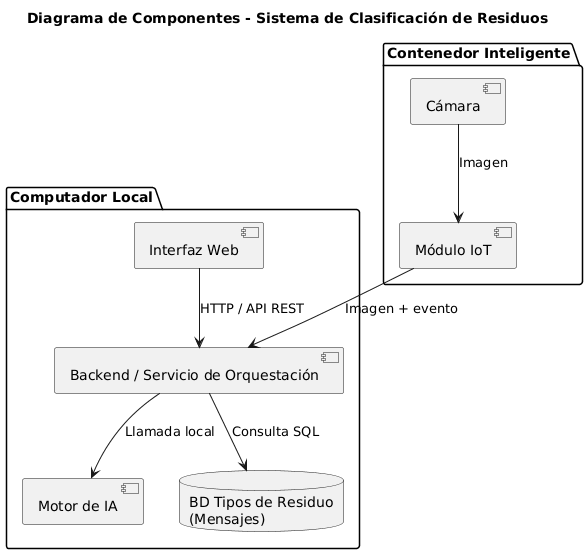 Diagrama de Componentes - Sistema de Clasificación de Residuos
Contenedor Inteligente
Cámara
Imagen
Módulo IoT
Computador Local
Interfaz Web
HTTP / API REST
Imagen + evento
Backend / Servicio de Orquestación
Llamada local
Consulta SQL
Motor de IA
BD Tipos de Residuo
(Mensajes)